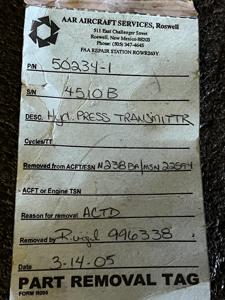 AAR AIRCRAFT SERVICES, Roswell
511 East Challenger Street
Roswell, New Mexico 88203
Phone: (505) 347-4645
FAA REPAIR STATION
P/N 50234-1
S/N 4510B
DESC. Hyd. PRESS TRANSMITTR
Cycles/TT
Removed from ACFT/ESN N238BA/MSN
ACFT or Engine TSN
Reason for removal ACTD
Removed by 996338
Date 3-14-05
PART REMOVAL TAG
FORM